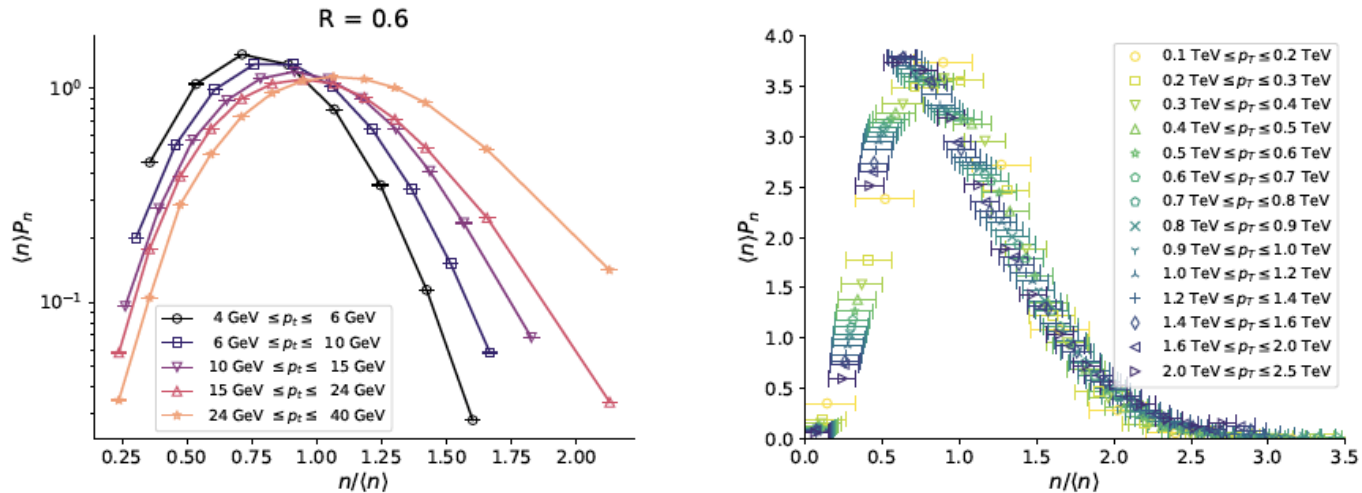 R = 0.6
⟨n⟩Pₙ
10⁰
10⁻¹
4 GeV ≤ pₜ ≤ 6 GeV
6 GeV ≤ pₜ ≤ 10 GeV
10 GeV ≤ pₜ ≤ 15 GeV
15 GeV ≤ pₜ ≤ 24 GeV
24 GeV ≤ pₜ ≤ 40 GeV
0.25 0.50 0.75 1.00 1.25 1.50 1.75 2.00
n/⟨n⟩
⟨n⟩Pₙ
4.0
3.5
3.0
2.5
2.0
1.5
1.0
0.5
0.0
0.1 TeV ≤ p_T ≤ 0.2 TeV
0.2 TeV ≤ p_T ≤ 0.3 TeV
0.3 TeV ≤ p_T ≤ 0.4 TeV
0.4 TeV ≤ p_T ≤ 0.5 TeV
0.5 TeV ≤ p_T ≤ 0.6 TeV
0.6 TeV ≤ p_T ≤ 0.7 TeV
0.7 TeV ≤ p_T ≤ 0.8 TeV
0.8 TeV ≤ p_T ≤ 0.9 TeV
0.9 TeV ≤ p_T ≤ 1.0 TeV
1.0 TeV ≤ p_T ≤ 1.2 TeV
1.2 TeV ≤ p_T ≤ 1.4 TeV
1.4 TeV ≤ p_T ≤ 1.6 TeV
1.6 TeV ≤ p_T ≤ 2.0 TeV
2.0 TeV ≤ p_T ≤ 2.5 TeV
0.0 0.5 1.0 1.5 2.0 2.5 3.0 3.5
n/⟨n⟩